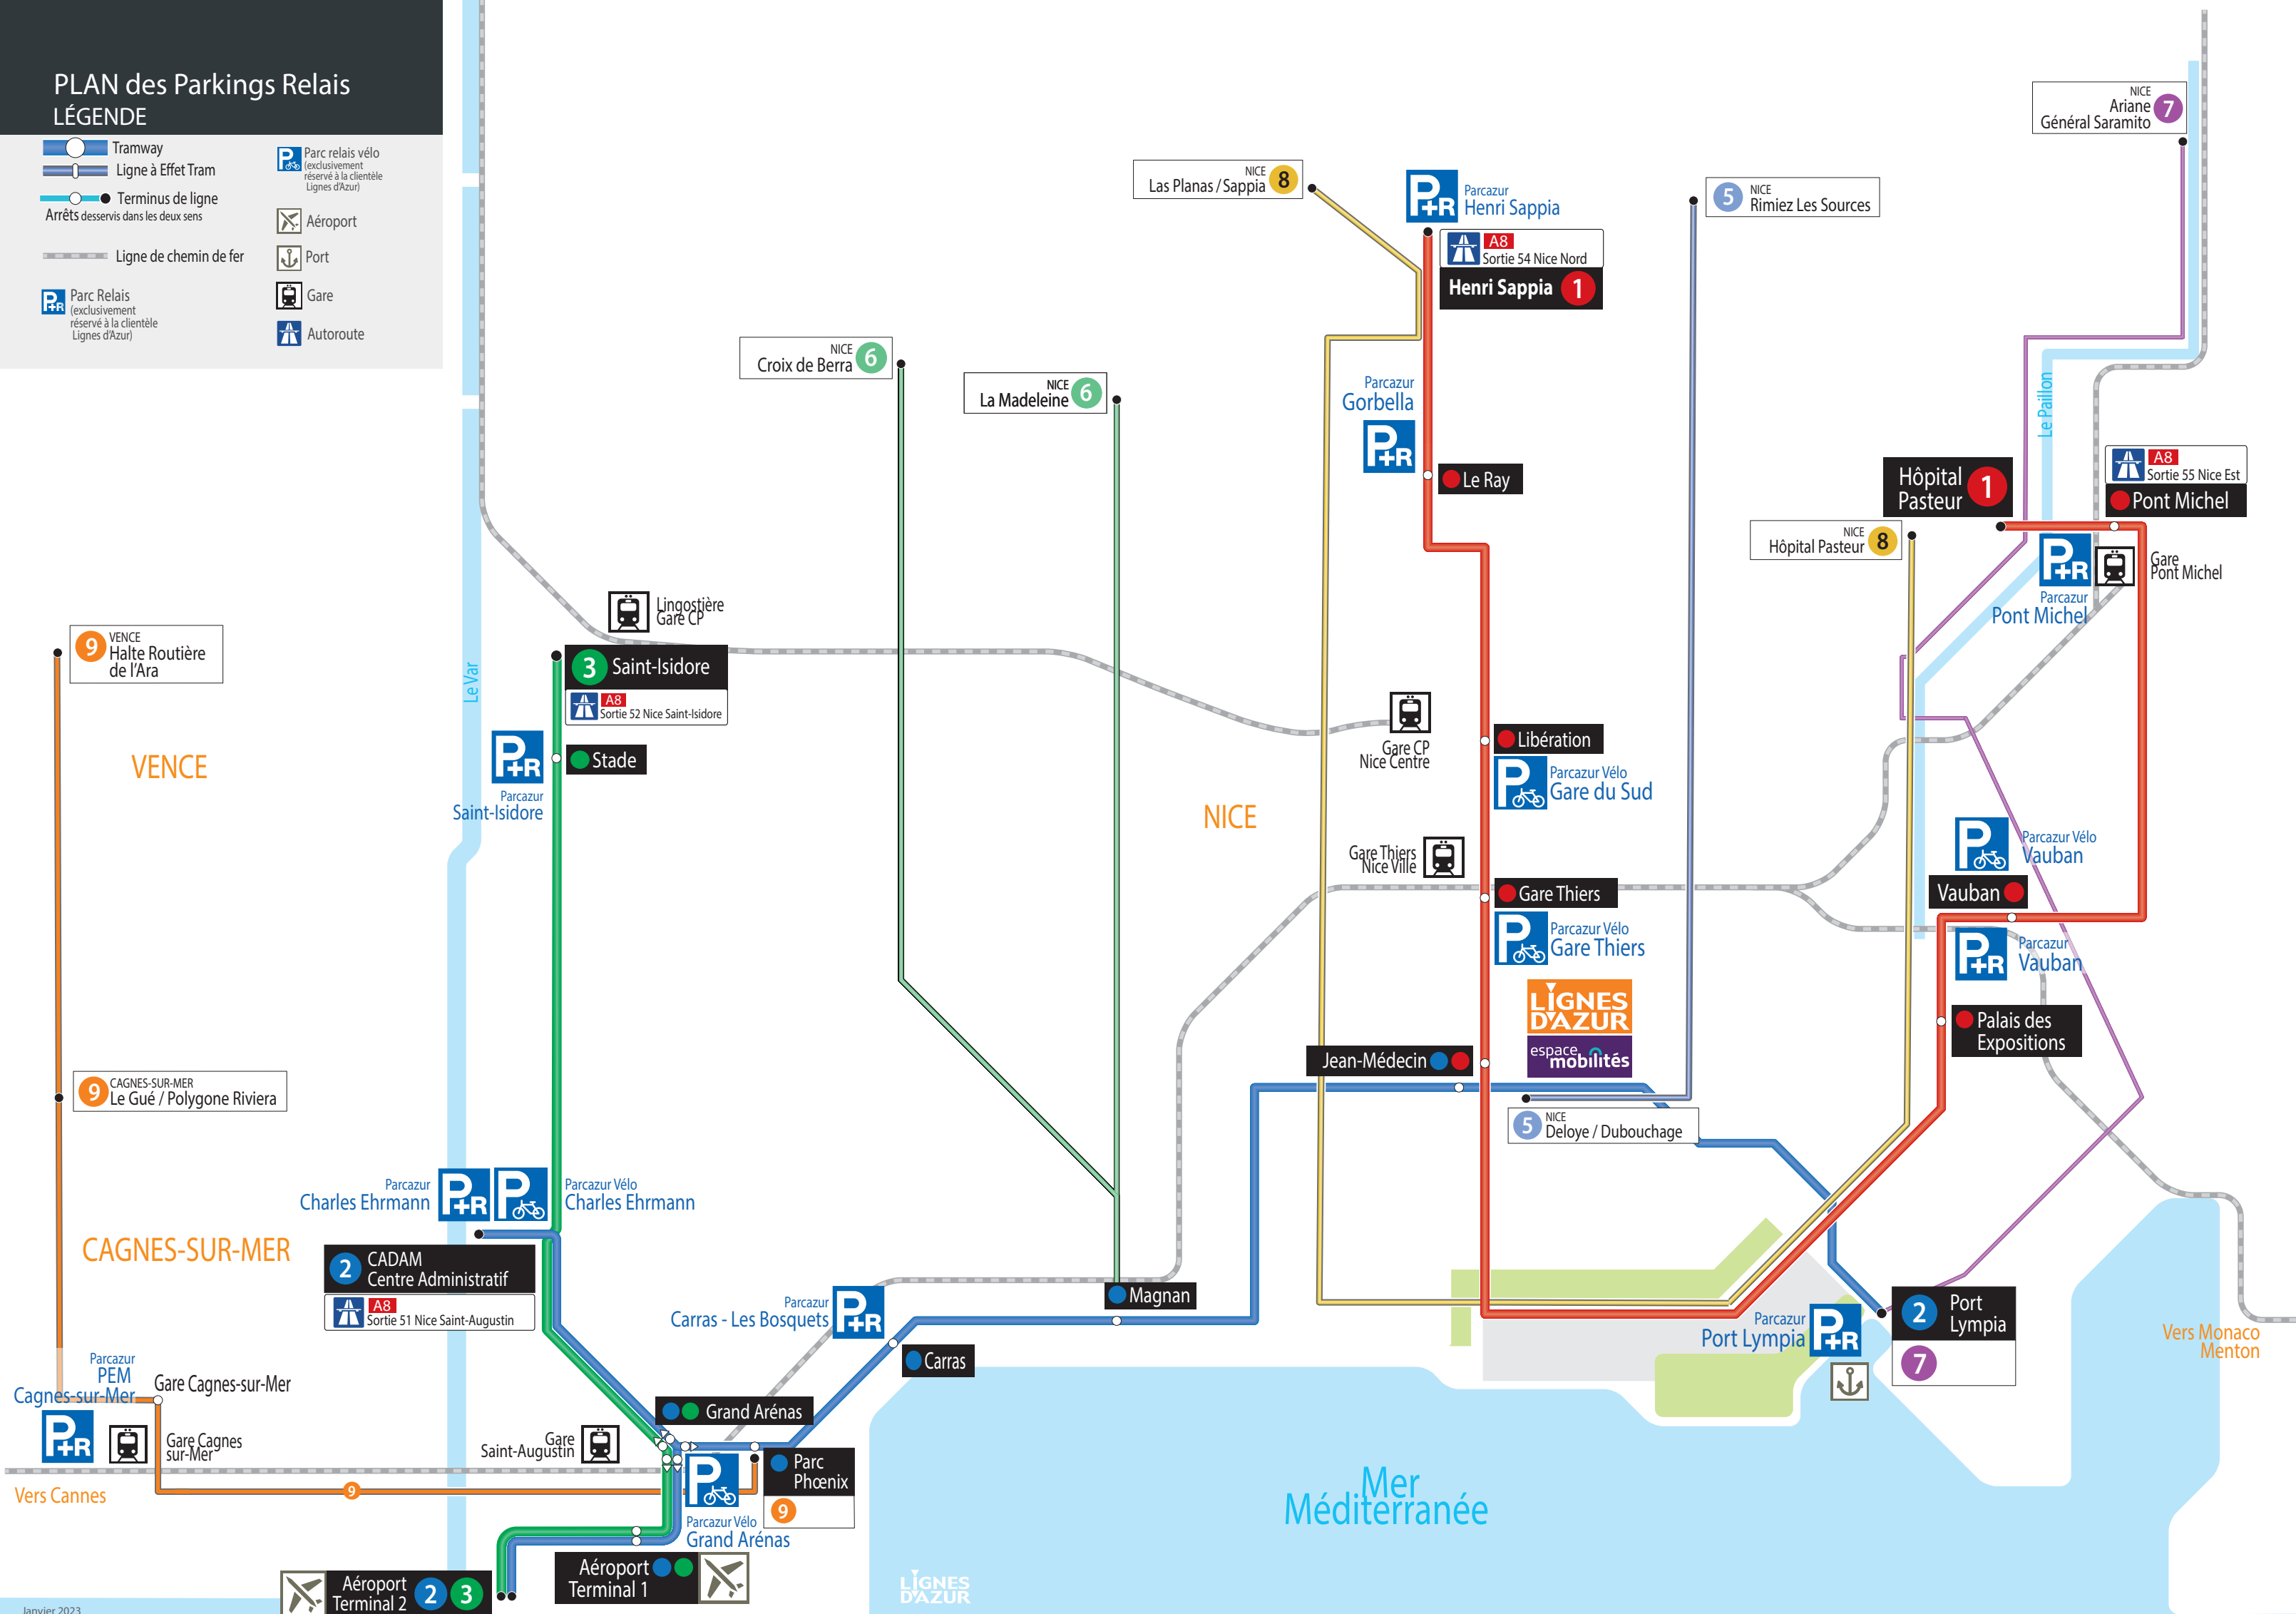 PLAN des Parkings Relais
LÉGENDE
Tramway
Ligne à Effet Tram
Terminus de ligne
Arrêts desservis dans les deux sens
Ligne de chemin de fer
P+R Parc Relais
(exclusivement
réservé à la clientèle
Lignes d'Azur)
P Parc relais vélo
(exclusivement
réservé à la clientèle
Lignes d'Azur)
Aéroport
Port
Gare
Autoroute
NICE
Ariane
Général Saramito 7
NICE
Las Planas / Sappia 8
P+R Parcazur
Henri Sappia
A8
Sortie 54 Nice Nord
Henri Sappia 1
5 NICE
Rimiez Les Sources
NICE
Croix de Berra 6
NICE
La Madeleine 6
Parcazur
Gorbella
P+R
Le Ray
Le Paillon
Hôpital
Pasteur 1
A8
Sortie 55 Nice Est
Pont Michel
NICE
Hôpital Pasteur 8
P+R
Parcazur
Pont Michel
Gare
Pont Michel
Lingostière
Gare CP
9 VENCE
Halte Routière
de l'Ara
Le Var
3 Saint-Isidore
A8
Sortie 52 Nice Saint-Isidore
P+R
Parcazur
Saint-Isidore
Stade
VENCE
NICE
Gare CP
Nice Centre
Libération
P Parcazur Vélo
Gare du Sud
Gare Thiers
Nice Ville
Gare Thiers
P Parcazur Vélo
Gare Thiers
P Parcazur Vélo
Vauban
Vauban
P+R Parcazur
Vauban
LIGNES
D'AZUR
espace
mobilités
Palais des
Expositions
Jean-Médecin
5 NICE
Deloye / Dubouchage
9 CAGNES-SUR-MER
Le Gué / Polygone Riviera
Parcazur
Charles Ehrmann
P+R
P Parcazur Vélo
Charles Ehrmann
CAGNES-SUR-MER
2 CADAM
Centre Administratif
A8
Sortie 51 Nice Saint-Augustin
Parcazur
Carras - Les Bosquets
P+R
Magnan
Carras
Parcazur
Port Lympia
P+R
2 Port
Lympia
7
Vers Monaco
Menton
Parcazur
PEM
Cagnes-sur-Mer
P+R
Gare Cagnes-sur-Mer
Gare Cagnes
sur-Mer
Gare
Saint-Augustin
Grand Arénas
Parc
Phœnix
9
P
Parcazur Vélo
Grand Arénas
Vers Cannes
9
Mer
Méditerranée
Aéroport
Terminal 1
Aéroport
Terminal 2 2 3
LIGNES
D'AZUR
Janvier 2023